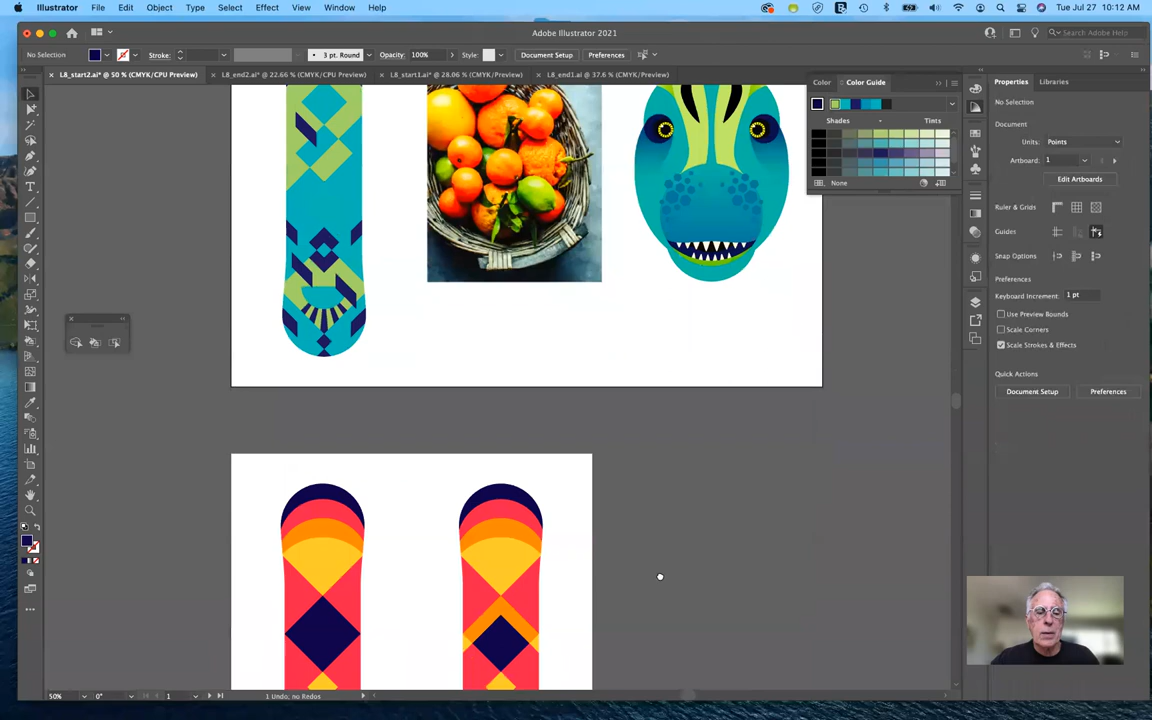 Illustrator File Edit Object Type Select Effect View Window Help
Tue Jul 27 10:12 AM
Adobe Illustrator 2021
Search Adobe Help
No Selection
Stroke:
3 pt. Round
Opacity: 100%
Style:
Document Setup
Preferences
× L8_start2.ai* @ 50 % (CMYK/CPU Preview)
× L8_end2.ai* @ 22.66 % (CMYK/CPU Preview)
× L8_start1.ai* @ 28.06 % (CMYK/Preview)
× L8_end1.ai @ 37.6 % (CMYK/Preview)
Color
Color Guide
Shades
Tints
None
Properties
Libraries
No Selection
Document
Units: Points
Artboard: 1
Edit Artboards
Ruler & Grids
Guides
Snap Options
Preferences
Keyboard Increment: 1 pt
Use Preview Bounds
Scale Corners
Scale Strokes & Effects
Quick Actions
Document Setup
Preferences
50%
0°
1
1 Undo; no Redos